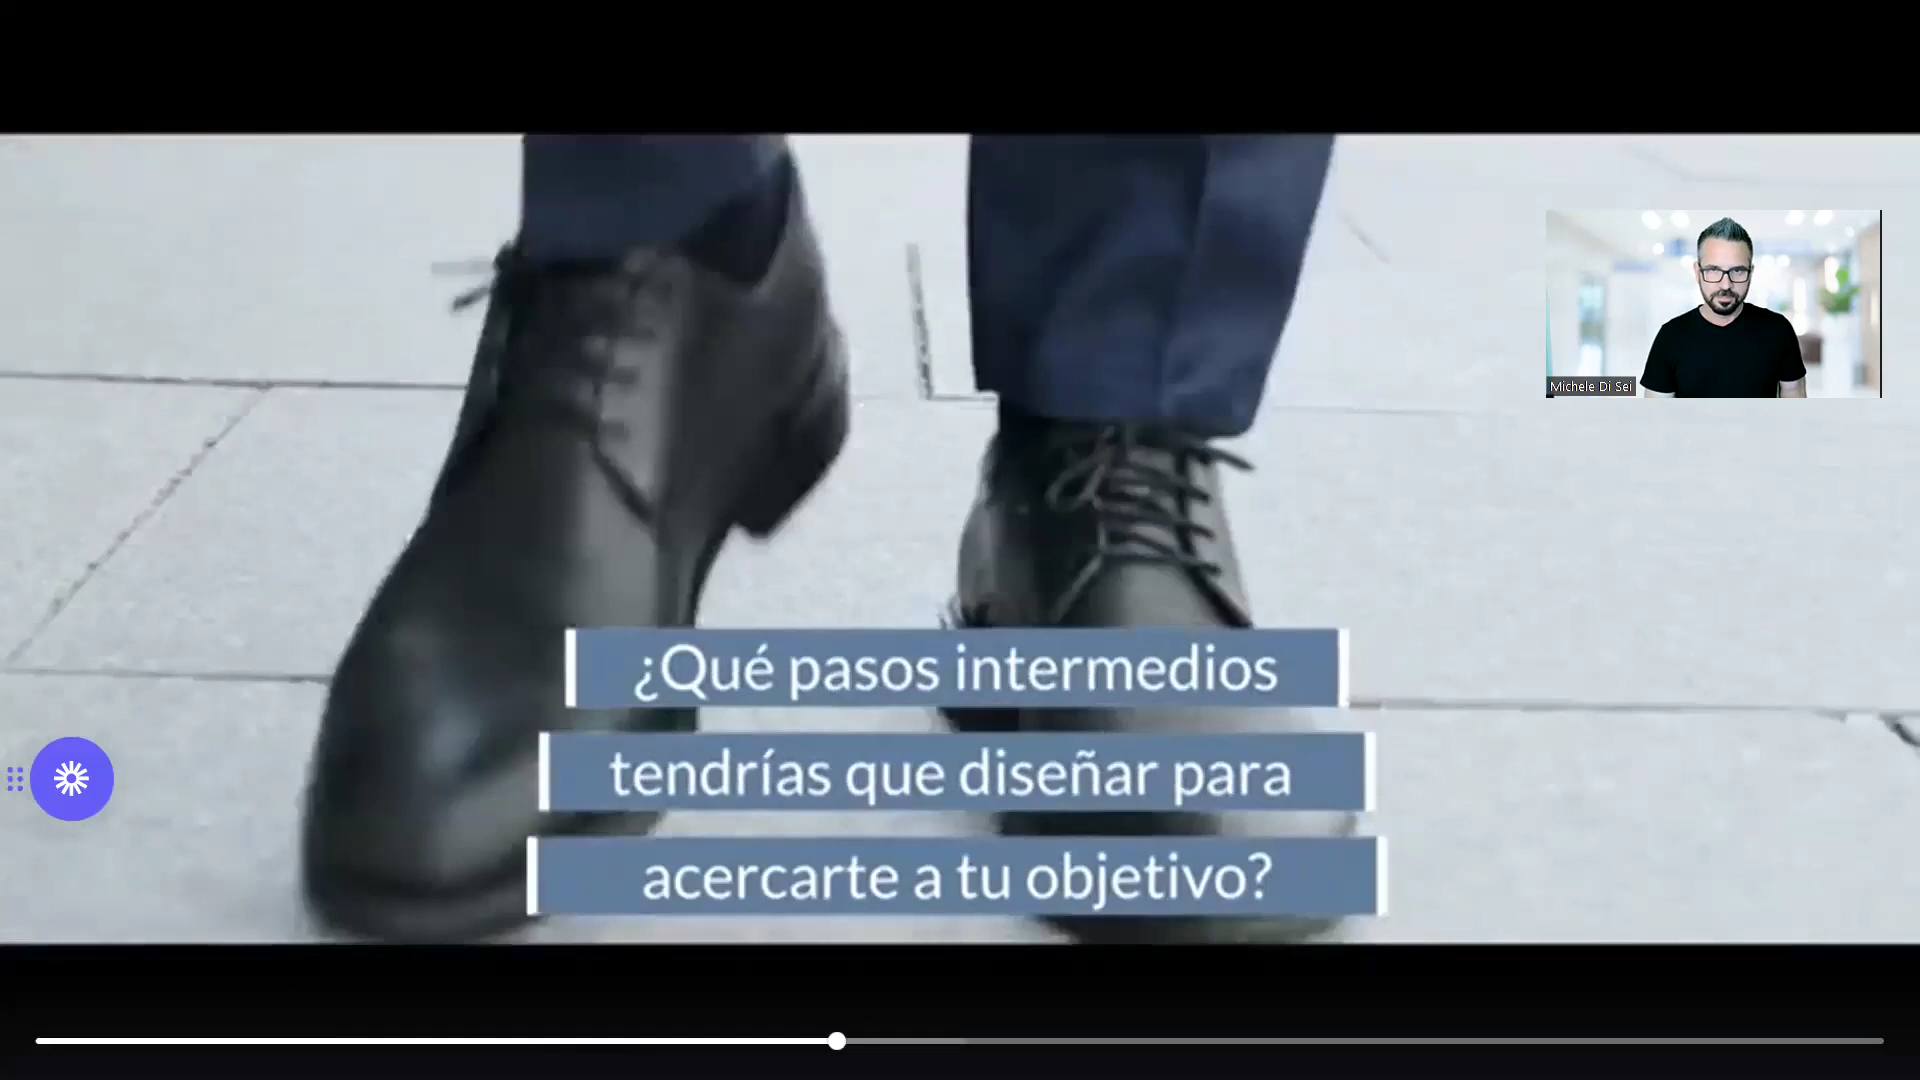 Michele Di Sei
¿Qué pasos intermedios
tendrías que diseñar para
acercarte a tu objetivo?